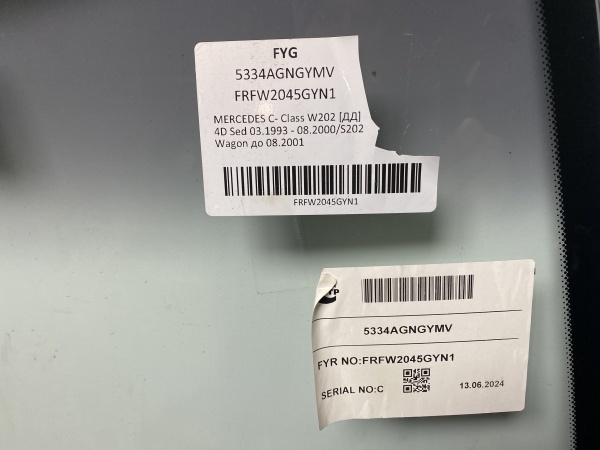 FYG
5334AGNGYMV
FRFW2045GYN1
MERCEDES C- Class W202 [ДД]
4D Sed 03.1993 - 08.2000/S202
Wagon до 08.2001
FRFW2045GYN1
5334AGNGYMV
FYR NO:FRFW2045GYN1
SERIAL NO:C
13.06.2024